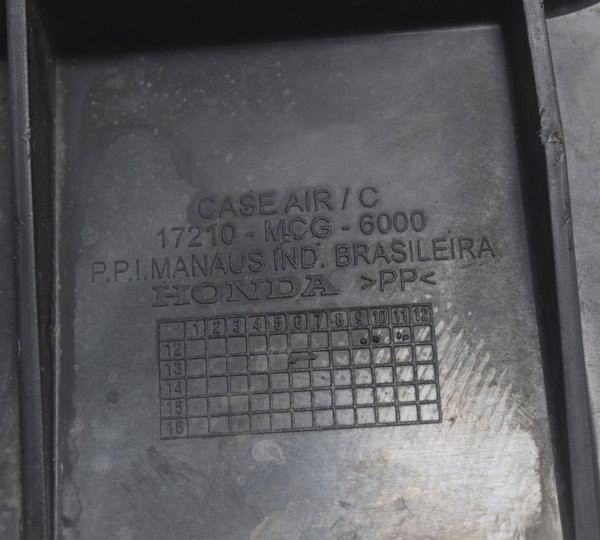 CASE AIR / C
17210 - MCG - 6000
P.P.I.MANAUS IND. BRASILEIRA
HONDA >PP<
1 2 3 4 5 6 7 8 9 10 11 12
12
13
14
15
16